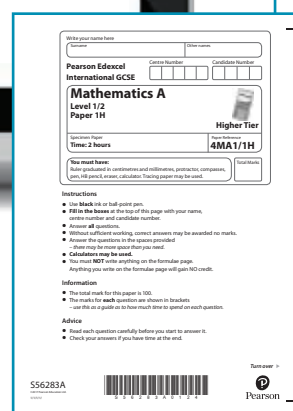 Write your name here
Surname
Other names
Pearson Edexcel
International GCSE
Centre Number
Candidate Number
Mathematics A
Level 1/2
Paper 1H
Higher Tier
Specimen Paper
Time: 2 hours
Paper Reference
4MA1/1H
You must have:
Ruler graduated in centimetres and millimetres, protractor, compasses,
pen, HB pencil, eraser, calculator. Tracing paper may be used.
Total Marks
Instructions
• Use black ink or ball-point pen.
• Fill in the boxes at the top of this page with your name,
centre number and candidate number.
• Answer all questions.
• Without sufficient working, correct answers may be awarded no marks.
• Answer the questions in the spaces provided
– there may be more space than you need.
• Calculators may be used.
• You must NOT write anything on the formulae page.
Anything you write on the formulae page will gain NO credit.
Information
• The total mark for this paper is 100.
• The marks for each question are shown in brackets
– use this as a guide as to how much time to spend on each question.
Advice
• Read each question carefully before you start to answer it.
• Check your answers if you have time at the end.
Turn over
S56283A
©2017 Pearson Education Ltd.
S56283A0124
Pearson